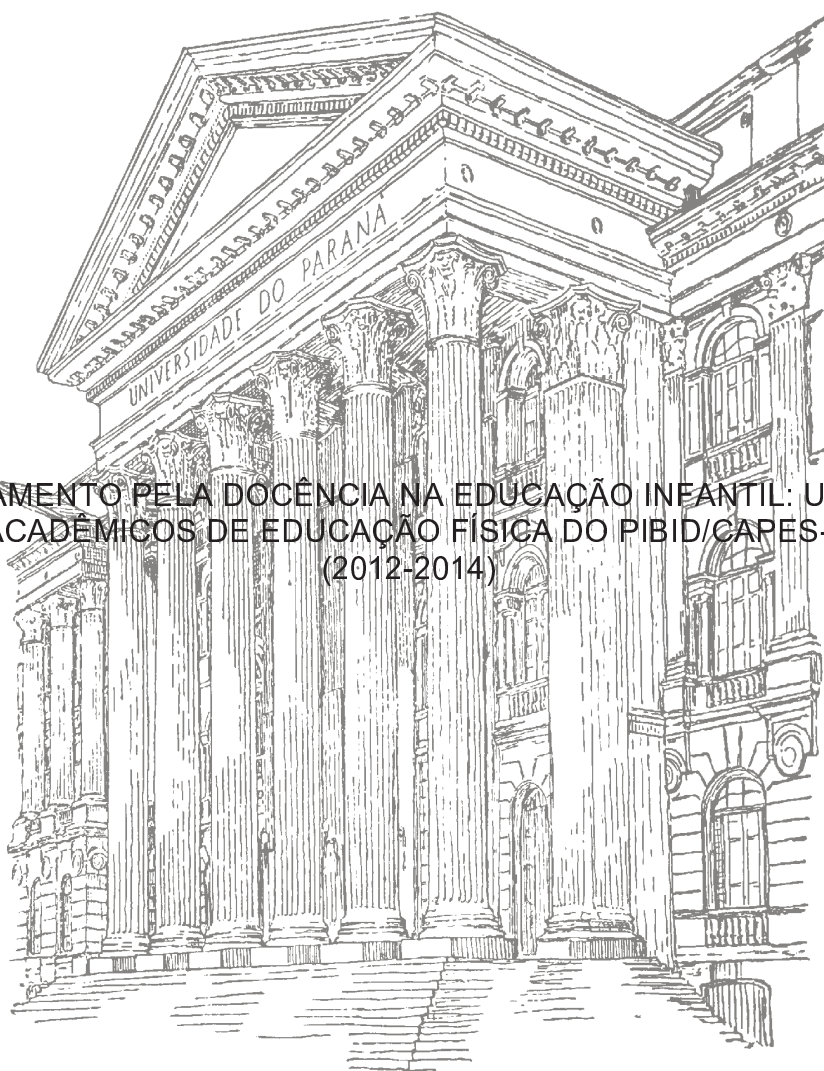 UNIVERSIDADE DO PARANÁ
AMENTO PELA DOCÊNCIA NA EDUCAÇÃO INFANTIL: U
ACADÊMICOS DE EDUCAÇÃO FÍSICA DO PIBID/CAPES-
(2012-2014)